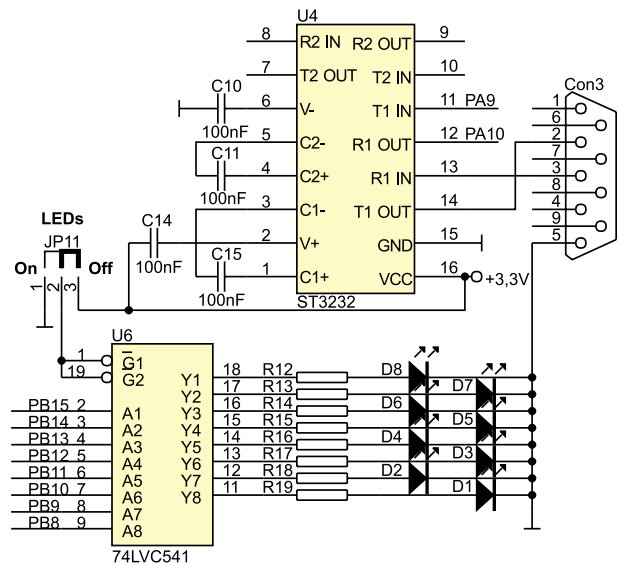 U4
8 R2 IN R2 OUT 9
7 T2 OUT T2 IN 10
C10
100nF
6 V- T1 IN 11 PA9
5 C2- R1 OUT 12 PA10
C11
100nF
4 C2+ R1 IN 13
3 C1- T1 OUT 14
C14
100nF
2 V+ GND 15
C15
100nF
1 C1+ VCC 16 +3,3V
ST3232
Con3
1
6
2
7
3
8
4
9
5
LEDs
JP11
On Off
1 2 3
U6
1 G1
19 G2
Y1 18 R12 D8
Y2 17 R13 D7
PB15 2 A1 Y3 16 R14 D6
PB14 3 A2 Y4 15 R15 D5
PB13 4 A3 Y5 14 R16 D4
PB12 5 A4 Y6 13 R17 D3
PB11 6 A5 Y7 12 R18 D2
PB10 7 A6 Y8 11 R19 D1
PB9 8 A7
PB8 9 A8
74LVC541